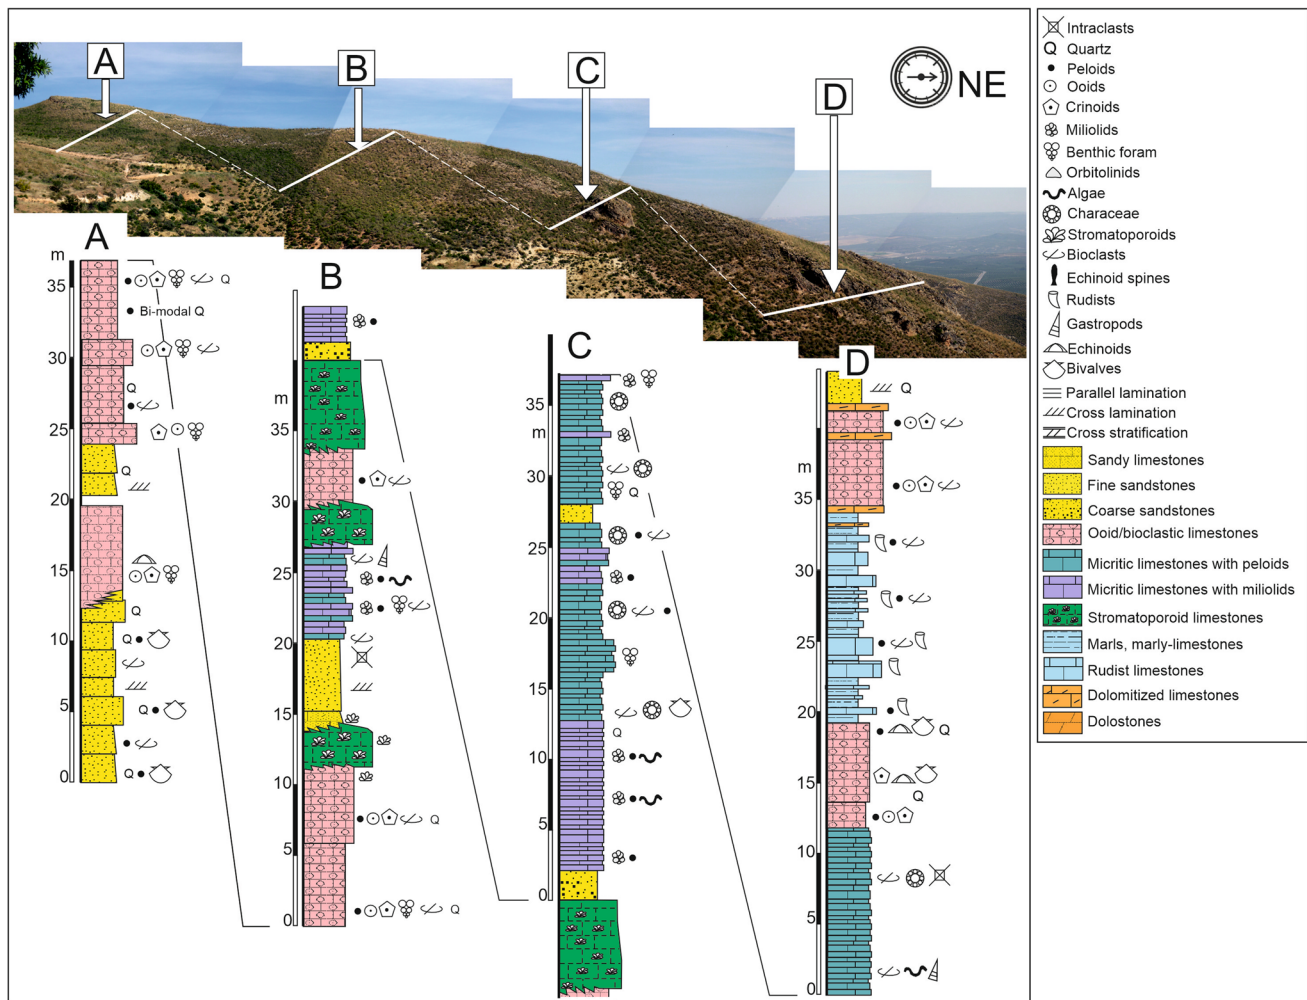 A
B
C
D
NE
A
m
35
30
25
20
15
10
5
0
Q
Bi-modal Q
Q
Q
Q
Q
Q
Q
B
m
35
30
25
20
15
10
5
0
Q
Q
C
35
m
30
25
20
15
10
5
0
Q
Q
D
m
35
30
25
20
15
10
5
0
Q
Q
Q
Intraclasts
Q Quartz
Peloids
Ooids
Crinoids
Miliolids
Benthic foram
Orbitolinids
Algae
Characeae
Stromatoporoids
Bioclasts
Echinoid spines
Rudists
Gastropods
Echinoids
Bivalves
Parallel lamination
Cross lamination
Cross stratification
Sandy limestones
Fine sandstones
Coarse sandstones
Ooid/bioclastic limestones
Micritic limestones with peloids
Micritic limestones with miliolids
Stromatoporoid limestones
Marls, marly-limestones
Rudist limestones
Dolomitized limestones
Dolostones